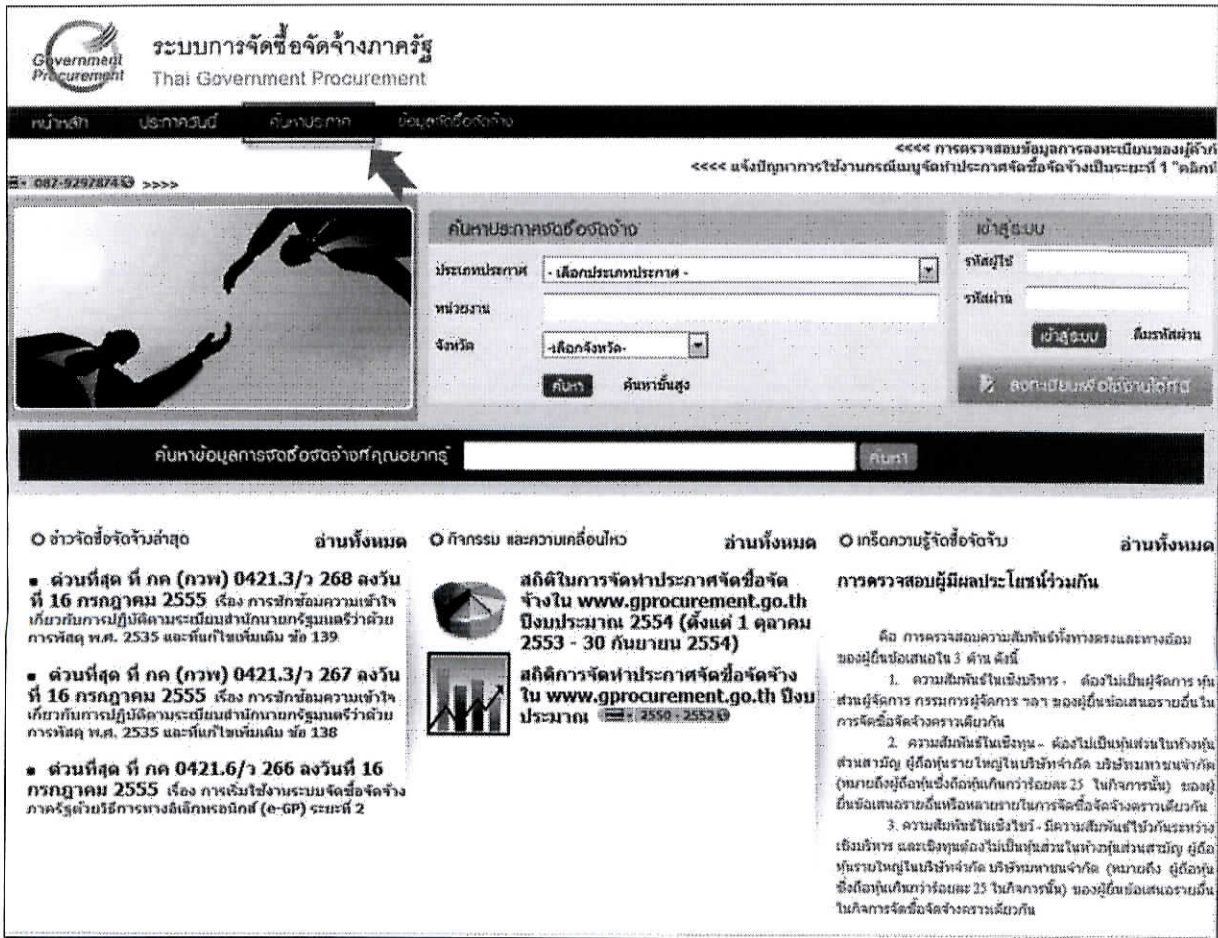 Government
Procurement
ระบบการจัดซื้อจัดจ้างภาครัฐ
Thai Government Procurement
หน้าหลัก ประกาศวันนี้ ค้นหาประกาศ ข้อมูลจัดซื้อจัดจ้าง
<<<< การตรวจสอบข้อมูลการลงทะเบียนของผู้ค้าก
<<<< แจ้งปัญหาการใช้งานกรณีเมนูจัดทำประกาศจัดซื้อจัดจ้างเป็นระยะที่ 1 "คลิกที่
087-9297874 >>>>
ค้นหาประกาศจัดซื้อจัดจ้าง
ประเภทประกาศ - เลือกประเภทประกาศ -
หน่วยงาน
จังหวัด -เลือกจังหวัด-
ค้นหา ค้นหาขั้นสูง
เข้าสู่ระบบ
รหัสผู้ใช้
รหัสผ่าน
เข้าสู่ระบบ ลืมรหัสผ่าน
ลงทะเบียนเพื่อใช้งานได้ที่นี่
ค้นหาข้อมูลการจัดซื้อจัดจ้างที่คุณอยากรู้ ค้นหา
ข่าวจัดซื้อจัดจ้างล่าสุด อ่านทั้งหมด
ด่วนที่สุด ที่ กค (กวพ) 0421.3/ว 268 ลงวัน
ที่ 16 กรกฎาคม 2555 เรื่อง การซักซ้อมความเข้าใจ
เกี่ยวกับการปฏิบัติตามระเบียบสำนักนายกรัฐมนตรีว่าด้วย
การพัสดุ พ.ศ. 2535 และที่แก้ไขเพิ่มเติม ข้อ 139
ด่วนที่สุด ที่ กค (กวพ) 0421.3/ว 267 ลงวัน
ที่ 16 กรกฎาคม 2555 เรื่อง การซักซ้อมความเข้าใจ
เกี่ยวกับการปฏิบัติตามระเบียบสำนักนายกรัฐมนตรีว่าด้วย
การพัสดุ พ.ศ. 2535 และที่แก้ไขเพิ่มเติม ข้อ 138
ด่วนที่สุด ที่ กค 0421.6/ว 266 ลงวันที่ 16
กรกฎาคม 2555 เรื่อง การเริ่มใช้งานระบบจัดซื้อจัดจ้าง
ภาครัฐด้วยวิธีการทางอิเล็กทรอนิกส์ (e-GP) ระยะที่ 2
กิจกรรม และความเคลื่อนไหว อ่านทั้งหมด
สถิติในการจัดทำประกาศจัดซื้อจัด
จ้างใน www.gprocurement.go.th
ปีงบประมาณ 2554 (ตั้งแต่ 1 ตุลาคม
2553 - 30 กันยายน 2554)
สถิติการจัดทำประกาศจัดซื้อจัดจ้าง
ใน www.gprocurement.go.th ปีงบ
ประมาณ 2550 - 2552
เกร็ดความรู้จัดซื้อจัดจ้าง อ่านทั้งหมด
การตรวจสอบผู้มีผลประโยชน์ร่วมกัน
คือ การตรวจสอบความสัมพันธ์ทั้งทางตรงและทางอ้อม
ของผู้ยื่นข้อเสนอใน 3 ด้าน ดังนี้
1. ความสัมพันธ์ในเชิงบริหาร - ต้องไม่เป็นผู้จัดการ หุ้น
ส่วนผู้จัดการ กรรมการผู้จัดการ ฯลฯ ของผู้ยื่นข้อเสนอรายอื่นใน
การจัดซื้อจัดจ้างคราวเดียวกัน
2. ความสัมพันธ์ในเชิงทุน - ต้องไม่เป็นหุ้นส่วนในห้างหุ้น
ส่วนสามัญ ผู้ถือหุ้นรายใหญ่ในบริษัทจำกัด บริษัทมหาชนจำกัด
(หมายถึงผู้ถือหุ้นซึ่งถือหุ้นเกินกว่าร้อยละ 25 ในกิจการนั้น) ของผู้
ยื่นข้อเสนอรายอื่นหรือหลายรายในการจัดซื้อจัดจ้างคราวเดียวกัน
3. ความสัมพันธ์ในเชิงไขว้ - มีความสัมพันธ์ไขว้กันระหว่าง
เชิงบริหาร และเชิงทุนต้องไม่เป็นหุ้นส่วนในห้างหุ้นส่วนสามัญ ผู้ถือ
หุ้นรายใหญ่ในบริษัทจำกัด บริษัทมหาชนจำกัด (หมายถึง ผู้ถือหุ้น
ซึ่งถือหุ้นเกินกว่าร้อยละ 25 ในกิจการนั้น) ของผู้ยื่นข้อเสนอรายอื่น
ในกิจการจัดซื้อจัดจ้างคราวเดียวกัน